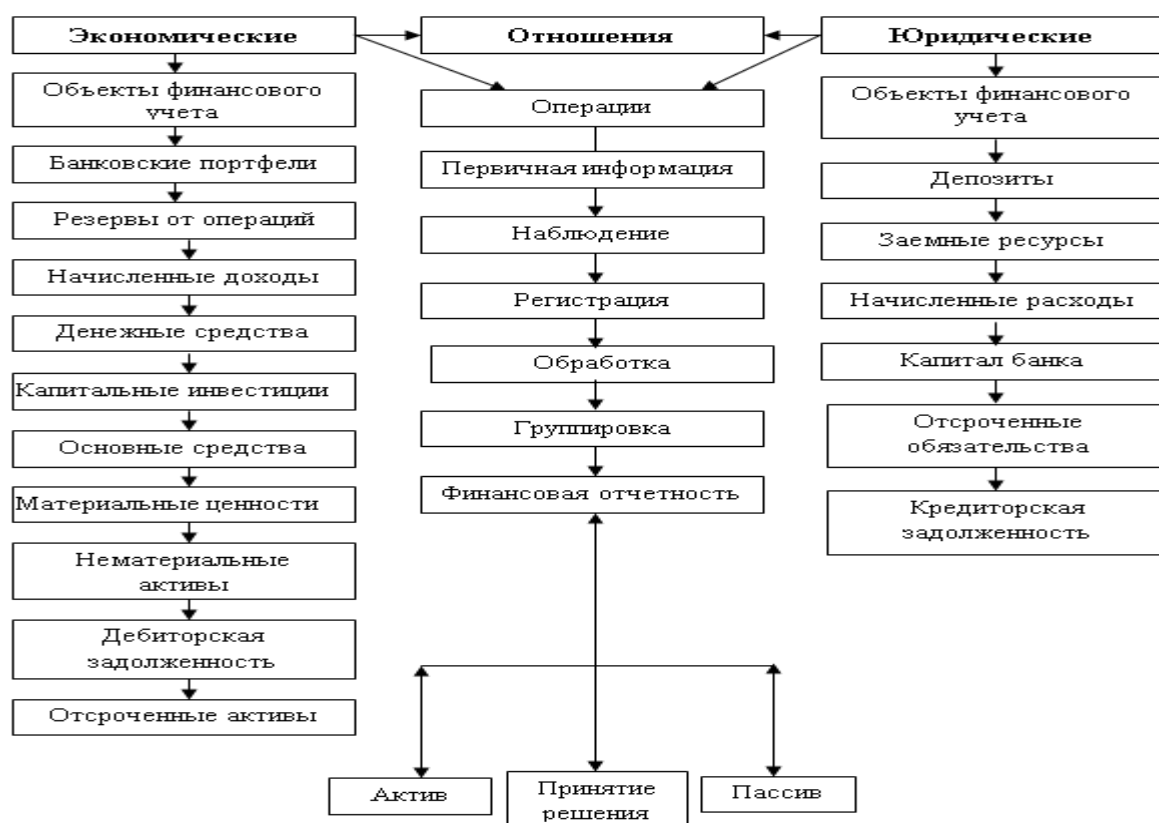 Экономические
Отношения
Юридические
Объекты финансового
учета
Банковские портфели
Резервы от операций
Начисленные доходы
Денежные средства
Капитальные инвестиции
Основные средства
Материальные ценности
Нематериальные
активы
Дебиторская
задолженность
Отсроченные активы
Операции
Первичная информация
Наблюдение
Регистрация
Обработка
Группировка
Финансовая отчетность
Объекты финансового
учета
Депозиты
Заемные ресурсы
Начисленные расходы
Капитал банка
Отсроченные
обязательства
Кредиторская
задолженность
Актив
Принятие
решения
Пассив